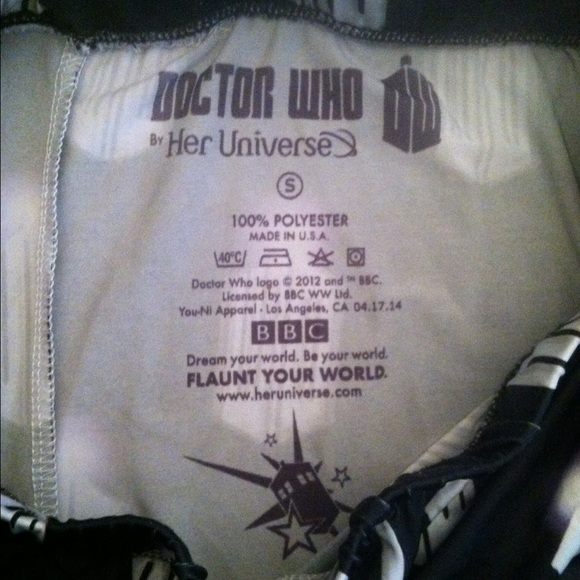 DOCTOR WHO DW
BY Her Universe
S
100% POLYESTER
MADE IN U.S.A.
40°C
Doctor Who logo © 2012 and ™ BBC.
Licensed by BBC WW Ltd.
You-Ni Apparel - Los Angeles, CA 04.17.14
BBC
Dream your world. Be your world.
FLAUNT YOUR WORLD.
www.heruniverse.com